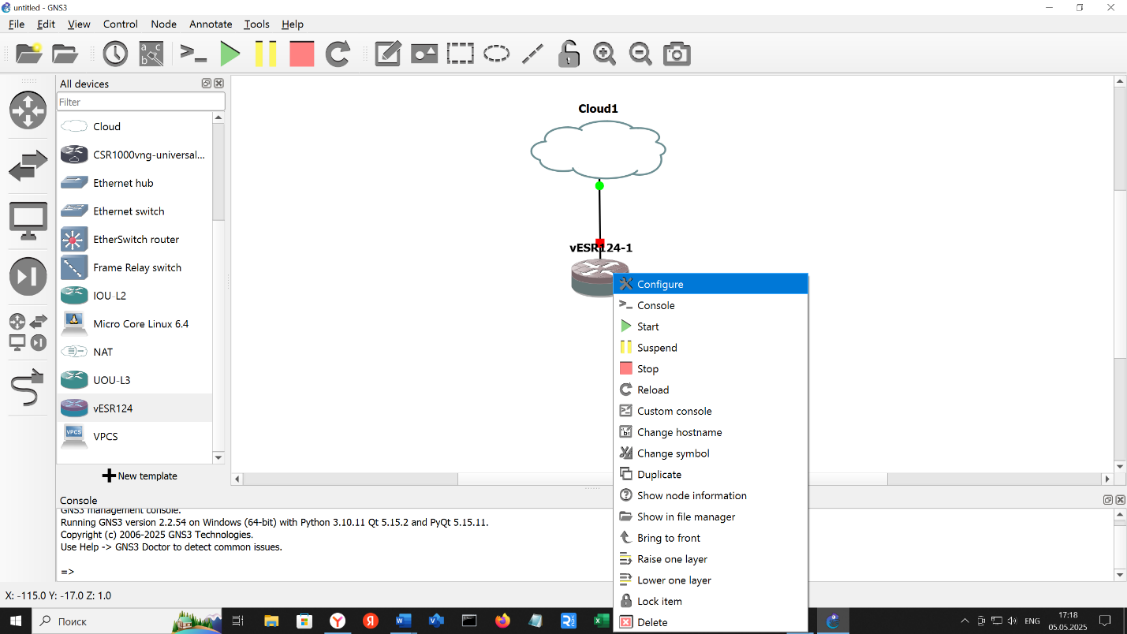 untitled - GNS3
File Edit View Control Node Annotate Tools Help
All devices
Filter
Cloud
CSR1000vng-universal...
Ethernet hub
Ethernet switch
EtherSwitch router
Frame Relay switch
IOU-L2
Micro Core Linux 6.4
NAT
UOU-L3
vESR124
VPCS
New template
Cloud1
vESR124-1
Configure
Console
Start
Suspend
Stop
Reload
Custom console
Change hostname
Change symbol
Duplicate
Show node information
Show in file manager
Bring to front
Raise one layer
Lower one layer
Lock item
Delete
Console
GNS3 management console.
Running GNS3 version 2.2.54 on Windows (64-bit) with Python 3.10.11 Qt 5.15.2 and PyQt 5.15.11.
Copyright (c) 2006-2025 GNS3 Technologies.
Use Help -> GNS3 Doctor to detect common issues.
=>
X: -115.0 Y: -17.0 Z: 1.0
Поиск
ENG
17:18
05.05.2025